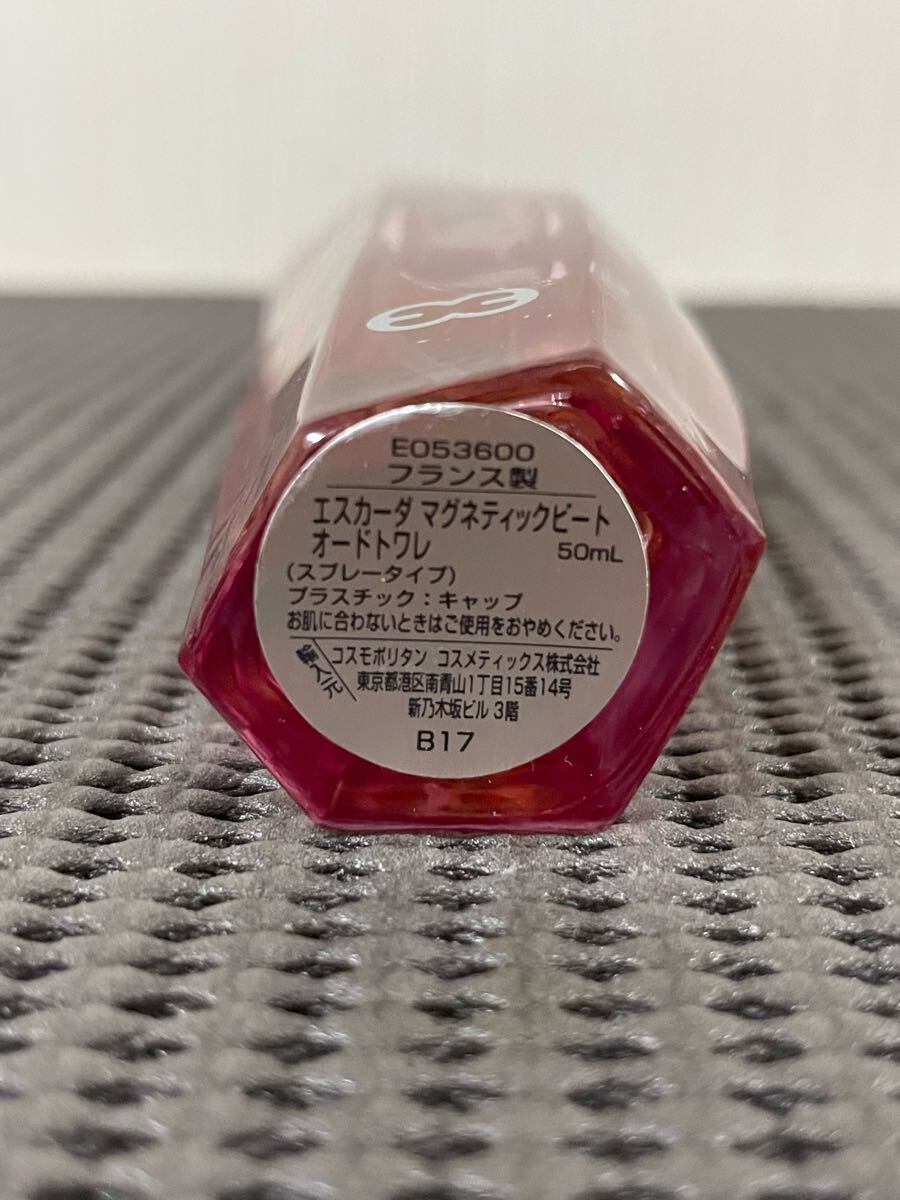 E053600
フランス製
エスカーダ マグネティックビート
オードトワレ 50mL
(スプレータイプ)
プラスチック：キャップ
お肌に合わないときはご使用をおやめください。
輸入元 コスモポリタン コスメティックス株式会社
東京都港区南青山1丁目15番14号
新乃木坂ビル 3階
B17